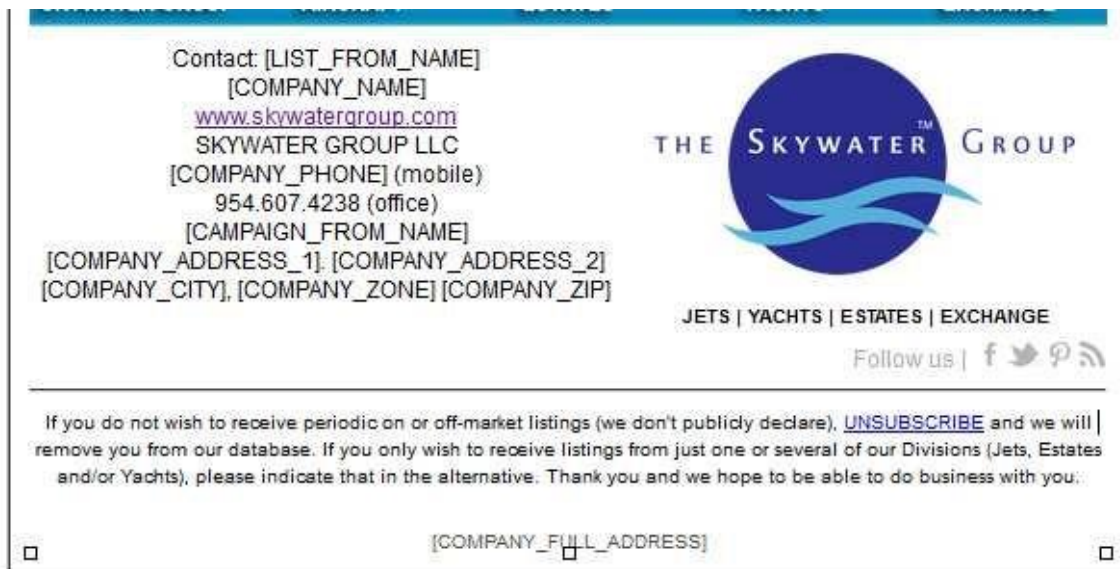 Contact: [LIST_FROM_NAME]
[COMPANY_NAME]
www.skywatergroup.com
SKYWATER GROUP LLC
[COMPANY_PHONE] (mobile)
954.607.4238 (office)
[CAMPAIGN_FROM_NAME]
[COMPANY_ADDRESS_1]. [COMPANY_ADDRESS_2]
[COMPANY_CITY], [COMPANY_ZONE] [COMPANY_ZIP]
THE SKYWATER™ GROUP
JETS | YACHTS | ESTATES | EXCHANGE
Follow us |
If you do not wish to receive periodic on or off-market listings (we don't publicly declare), UNSUBSCRIBE and we will
remove you from our database. If you only wish to receive listings from just one or several of our Divisions (Jets, Estates
and/or Yachts), please indicate that in the alternative. Thank you and we hope to be able to do business with you.
[COMPANY_FULL_ADDRESS]